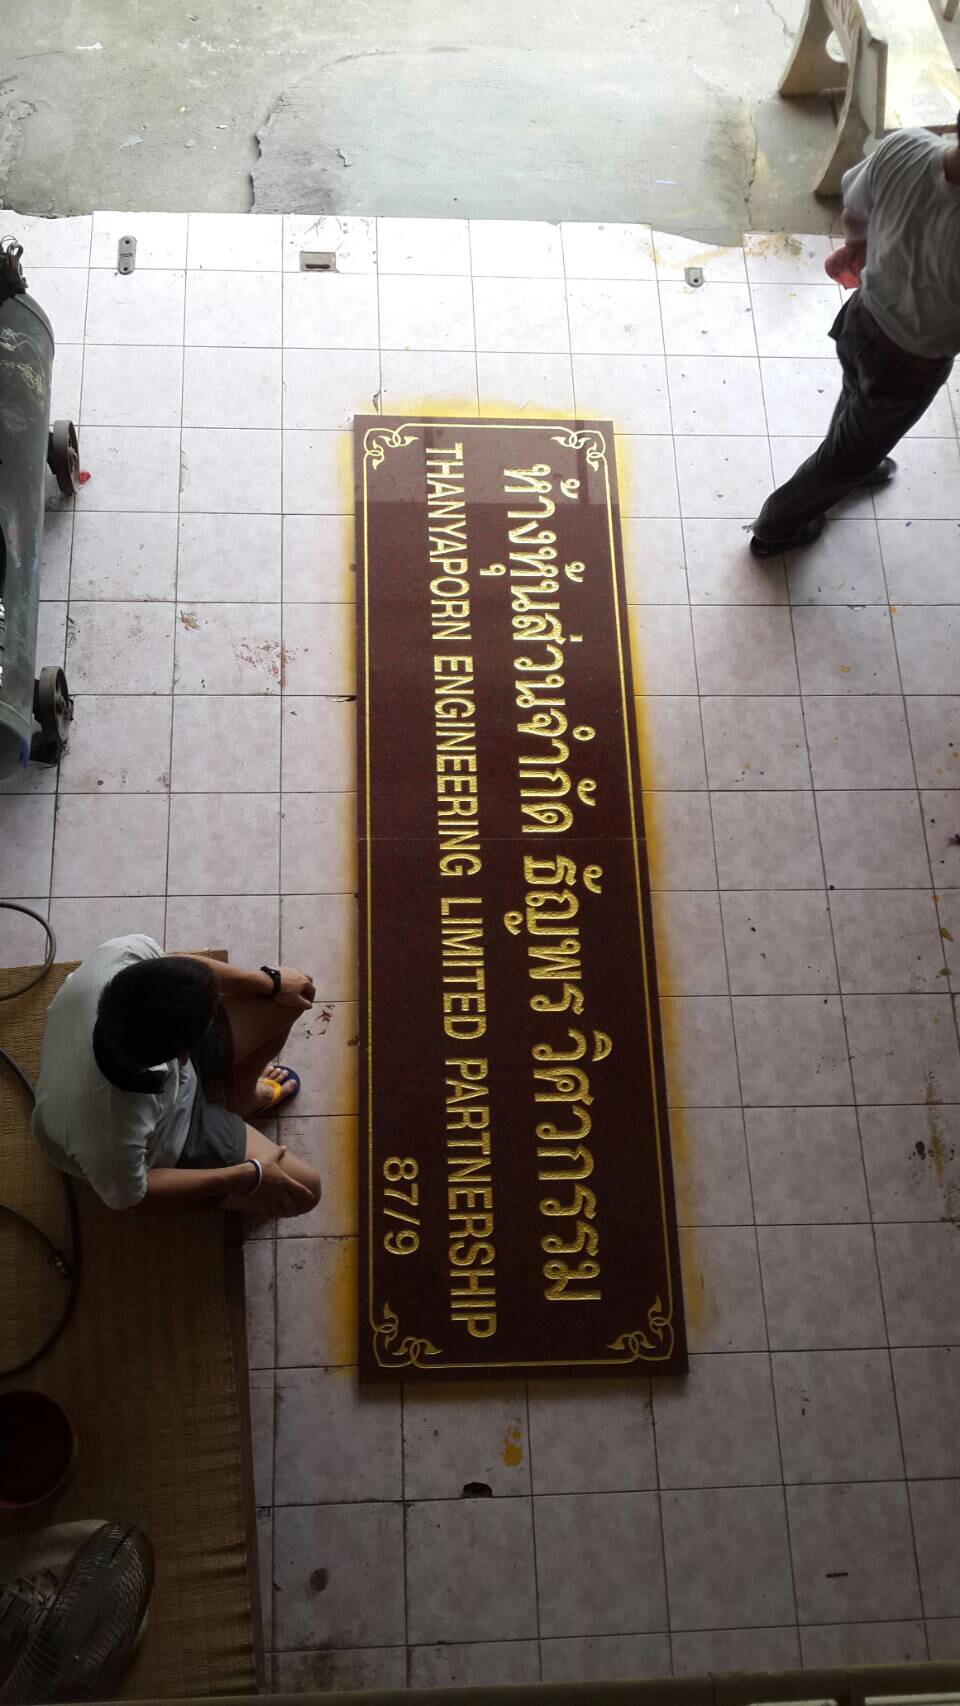 ห้างหุ้นส่วนจำกัด ธัญพร วิศวกรรม
THANYAPORN ENGINEERING LIMITED PARTNERSHIP
87/9